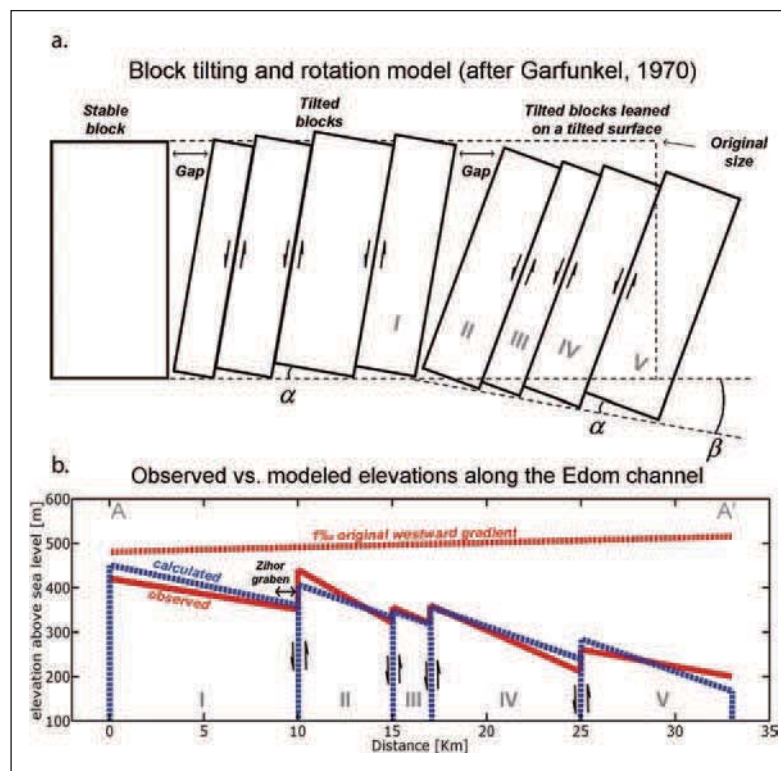 a.
Block tilting and rotation model (after Garfunkel, 1970)
Stable
block
Tilted
blocks
Tilted blocks leaned
on a tilted surface
Original
size
Gap
Gap
I
II
III
IV
V
α
α
β
b.
Observed vs. modeled elevations along the Edom channel
600
500
400
300
200
100
elevation above sea level [m]
A
A'
1‰ original westward gradient
calculated
observed
Zihor
graben
I
II
III
IV
V
0
5
10
15
20
25
30
35
Distance [Km]